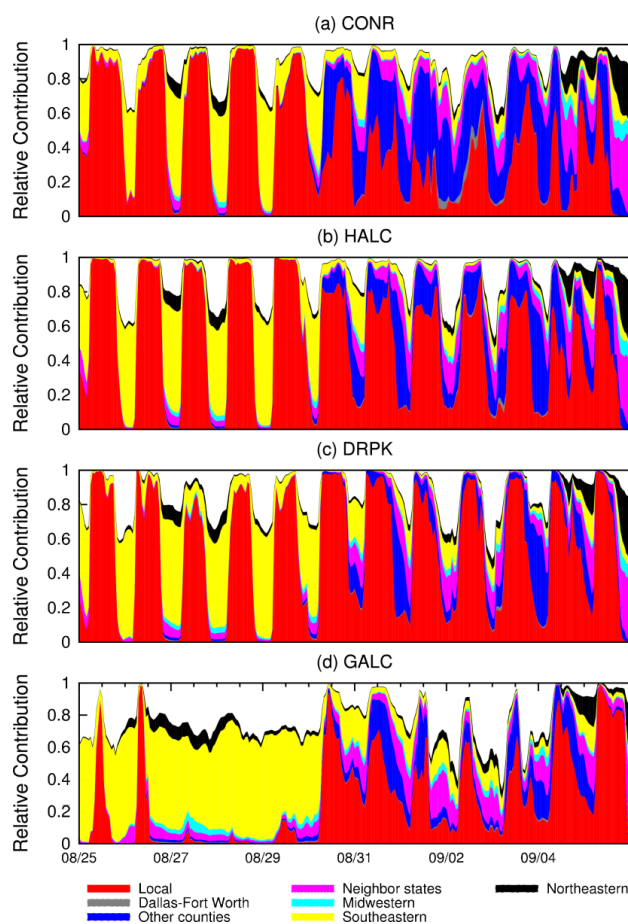 (a) CONR
Relative Contribution
1
0.8
0.6
0.4
0.2
0
(b) HALC
Relative Contribution
1
0.8
0.6
0.4
0.2
0
(c) DRPK
Relative Contribution
1
0.8
0.6
0.4
0.2
0
(d) GALC
Relative Contribution
1
0.8
0.6
0.4
0.2
0
08/25 08/27 08/29 08/31 09/02 09/04
Local Neighbor states Northeastern
Dallas-Fort Worth Midwestern
Other counties Southeastern